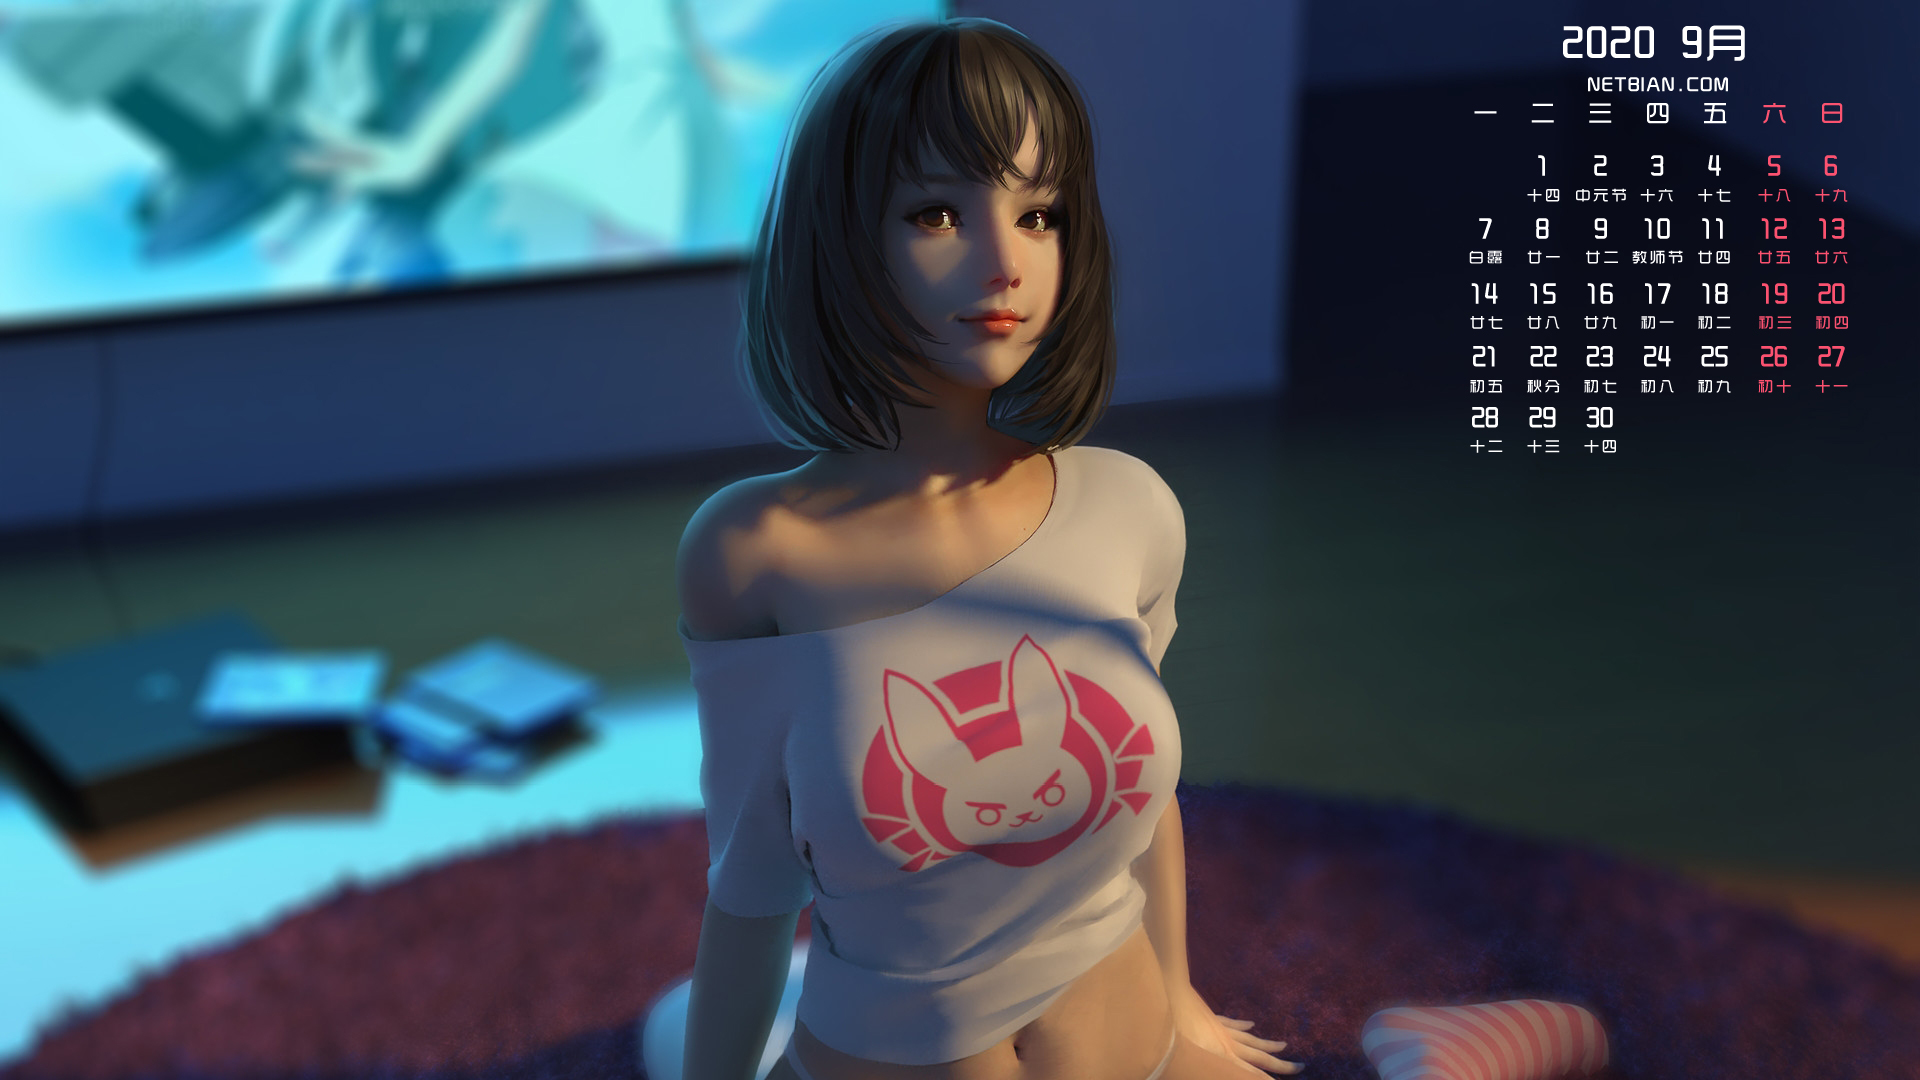 2020 9月
NETBIAN.COM
一 二 三 四 五 六 日
1 2 3 4 5 6
十四 中元节 十六 十七 十八 十九
7 8 9 10 11 12 13
白露 廿一 廿二 教师节 廿四 廿五 廿六
14 15 16 17 18 19 20
廿七 廿八 廿九 初一 初二 初三 初四
21 22 23 24 25 26 27
初五 秋分 初七 初八 初九 初十 十一
28 29 30
十二 十三 十四